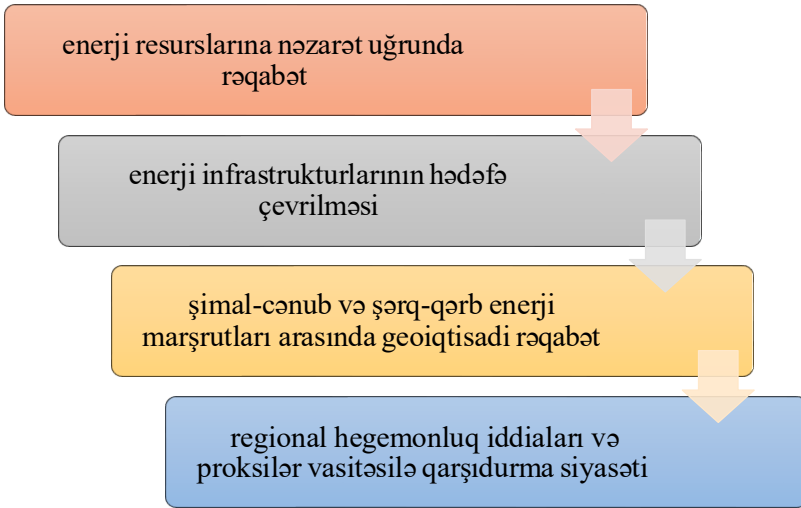 enerji resurslarına nəzarət uğrunda
rəqabət
enerji infrastrukturlarının hədəfə
çevrilməsi
şimal-cənub və şərq-qərb enerji
marşrutları arasında geoiqtisadi rəqabət
regional hegemonluq iddiaları və
proksilər vasitəsilə qarşıdurma siyasəti